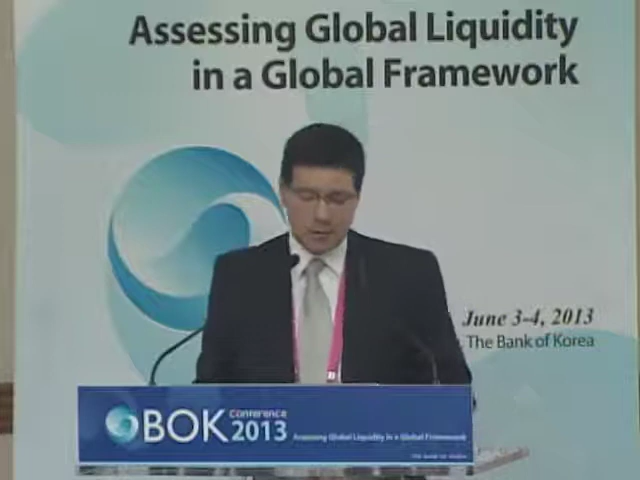 Assessing Global Liquidity
in a Global Framework
June 3-4, 2013
The Bank of Korea
BOK Conference 2013
Assessing Global Liquidity in a Global Framework